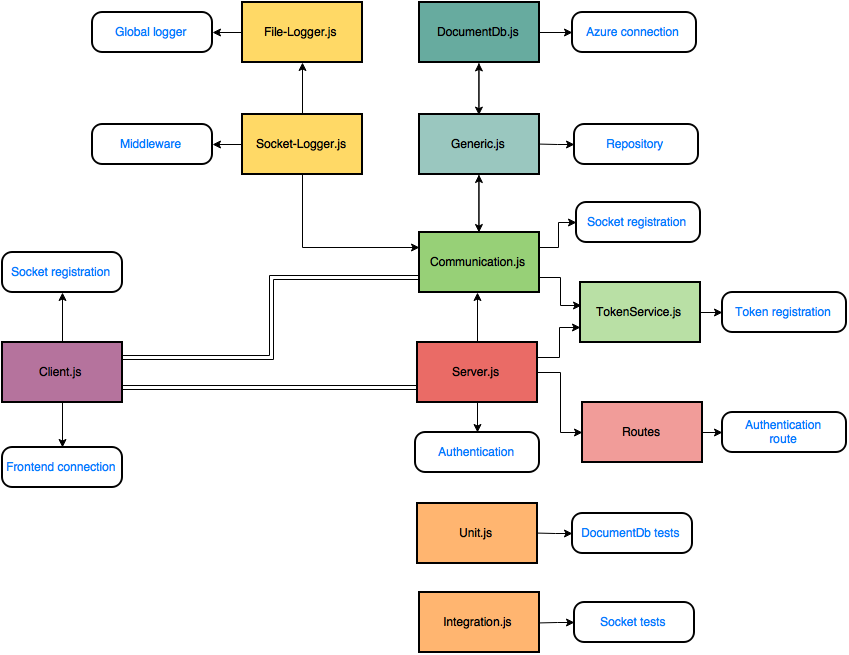 Global logger
File-Logger.js
DocumentDb.js
Azure connection
Middleware
Socket-Logger.js
Generic.js
Repository
Socket registration
Communication.js
Socket registration
TokenService.js
Token registration
Client.js
Server.js
Routes
Authentication
route
Frontend connection
Authentication
Unit.js
DocumentDb tests
Integration.js
Socket tests